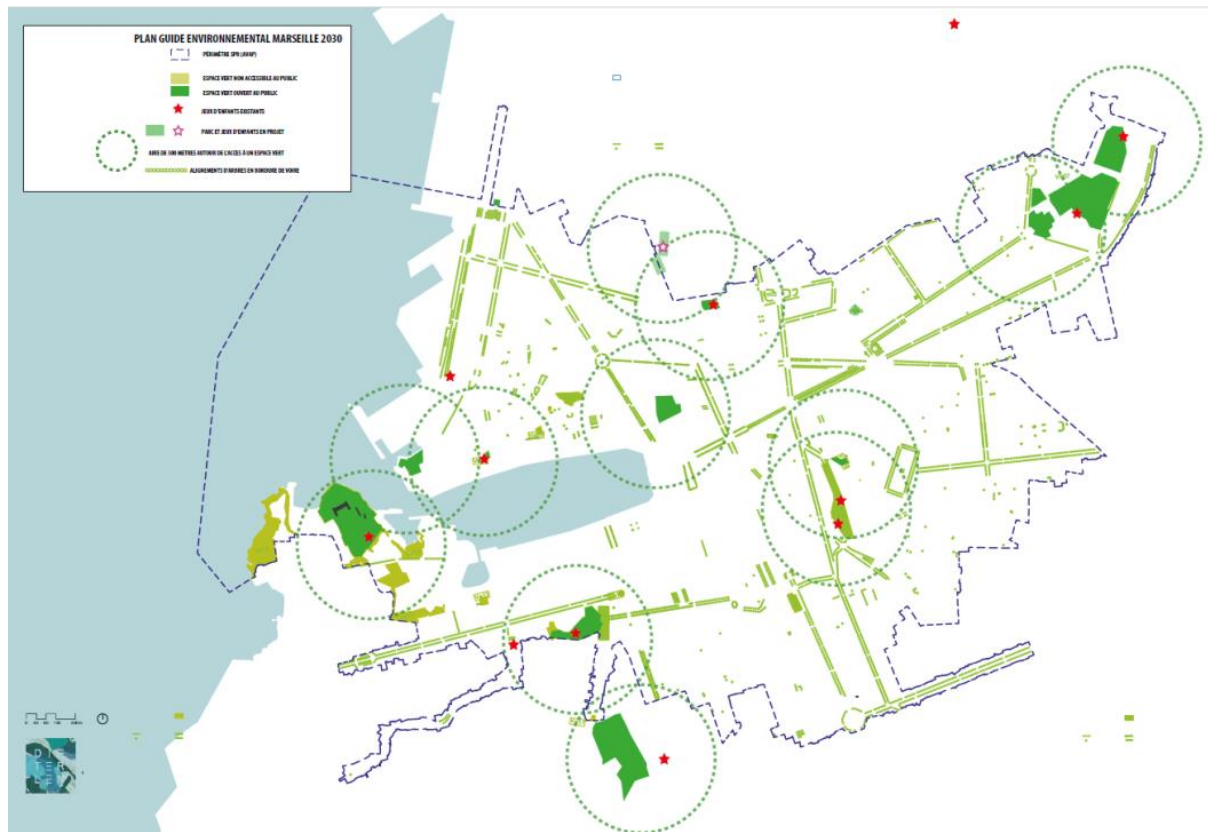 PLAN GUIDE ENVIRONNEMENTAL MARSEILLE 2030
PÉRIMÈTRE SPR (AVAP)
ESPACE VERT NON ACCESSIBLE AU PUBLIC
ESPACE VERT OUVERT AU PUBLIC
JEUX D'ENFANTS EXISTANTS
PARC ET JEUX D'ENFANTS EN PROJET
AIRE DE 300 METRES AUTOUR DE L'ACCÈS À UN ESPACE VERT
ALIGNEMENTS D'ARBRES EN BORDURE DE VOIRIE